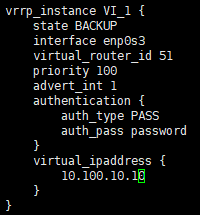 vrrp_instance VI_1 {
    state BACKUP
    interface enp0s3
    virtual_router_id 51
    priority 100
    advert_int 1
    authentication {
        auth_type PASS
        auth_pass password
    }
    virtual_ipaddress {
        10.100.10.10
    }
}